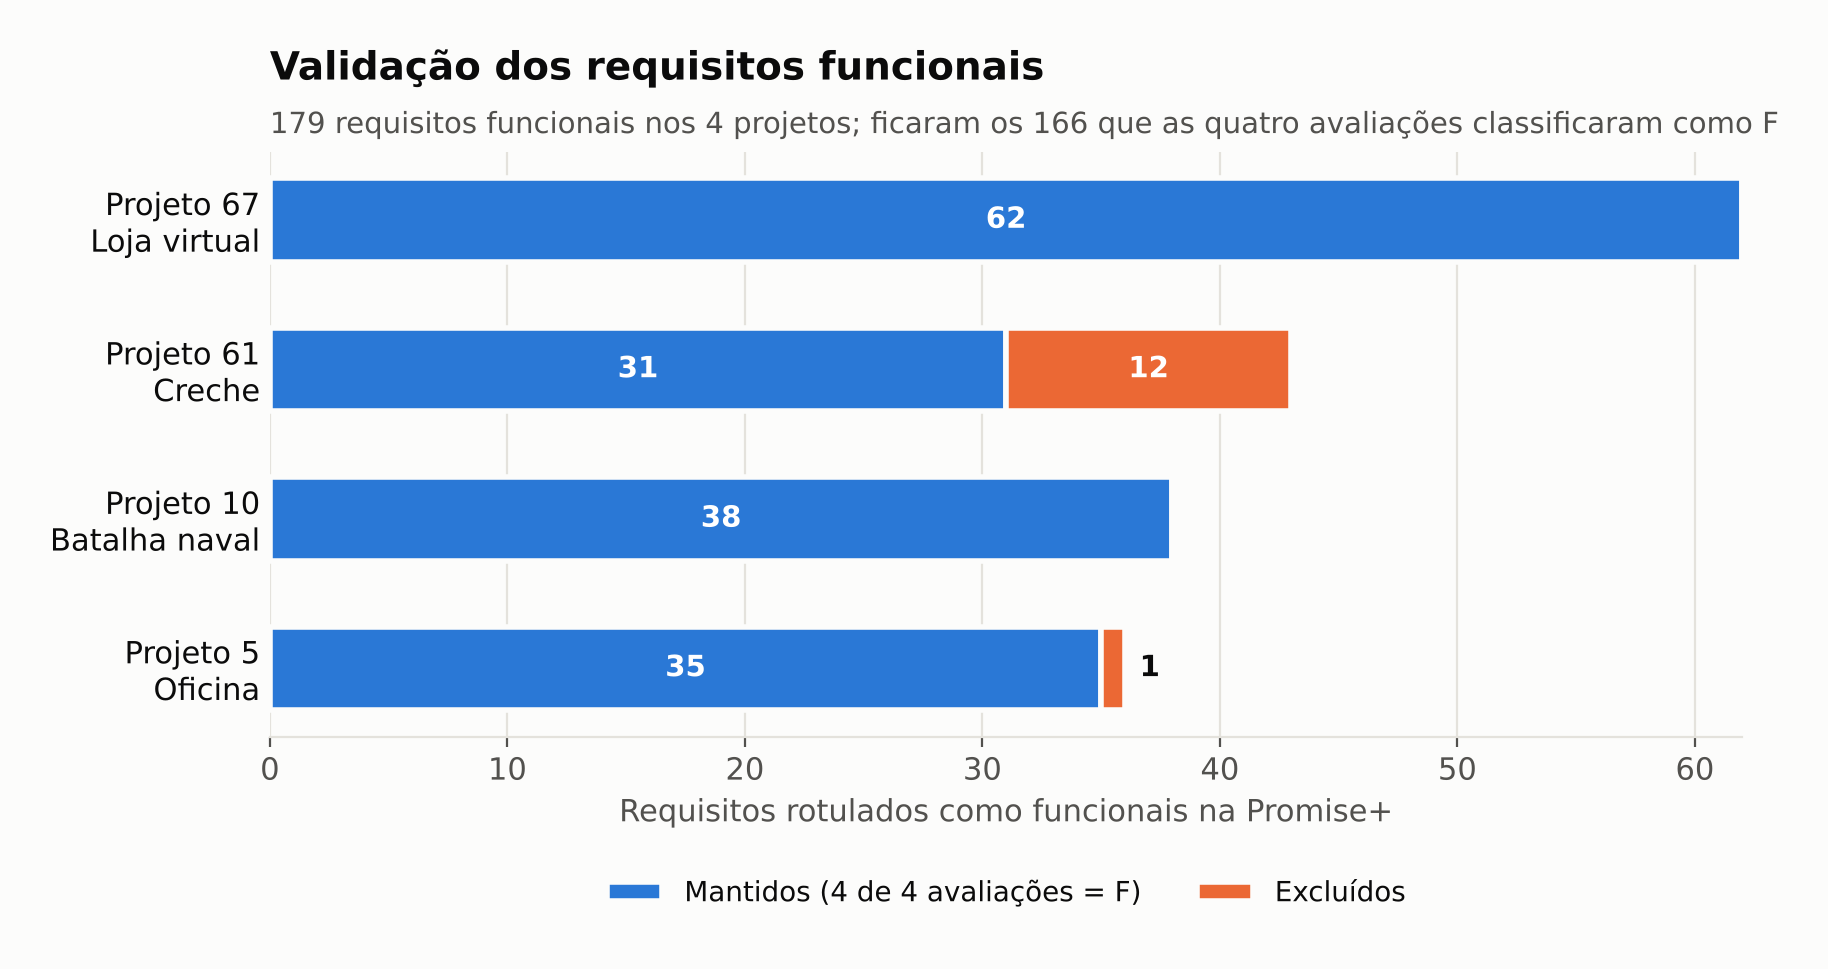 Validação dos requisitos funcionais
179 requisitos funcionais nos 4 projetos; ficaram os 166 que as quatro avaliações classificaram como F
Projeto 67
Loja virtual
62
Projeto 61
Creche
31
12
Projeto 10
Batalha naval
38
Projeto 5
Oficina
35
1
0 10 20 30 40 50 60
Requisitos rotulados como funcionais na Promise+
Mantidos (4 de 4 avaliações = F) Excluídos